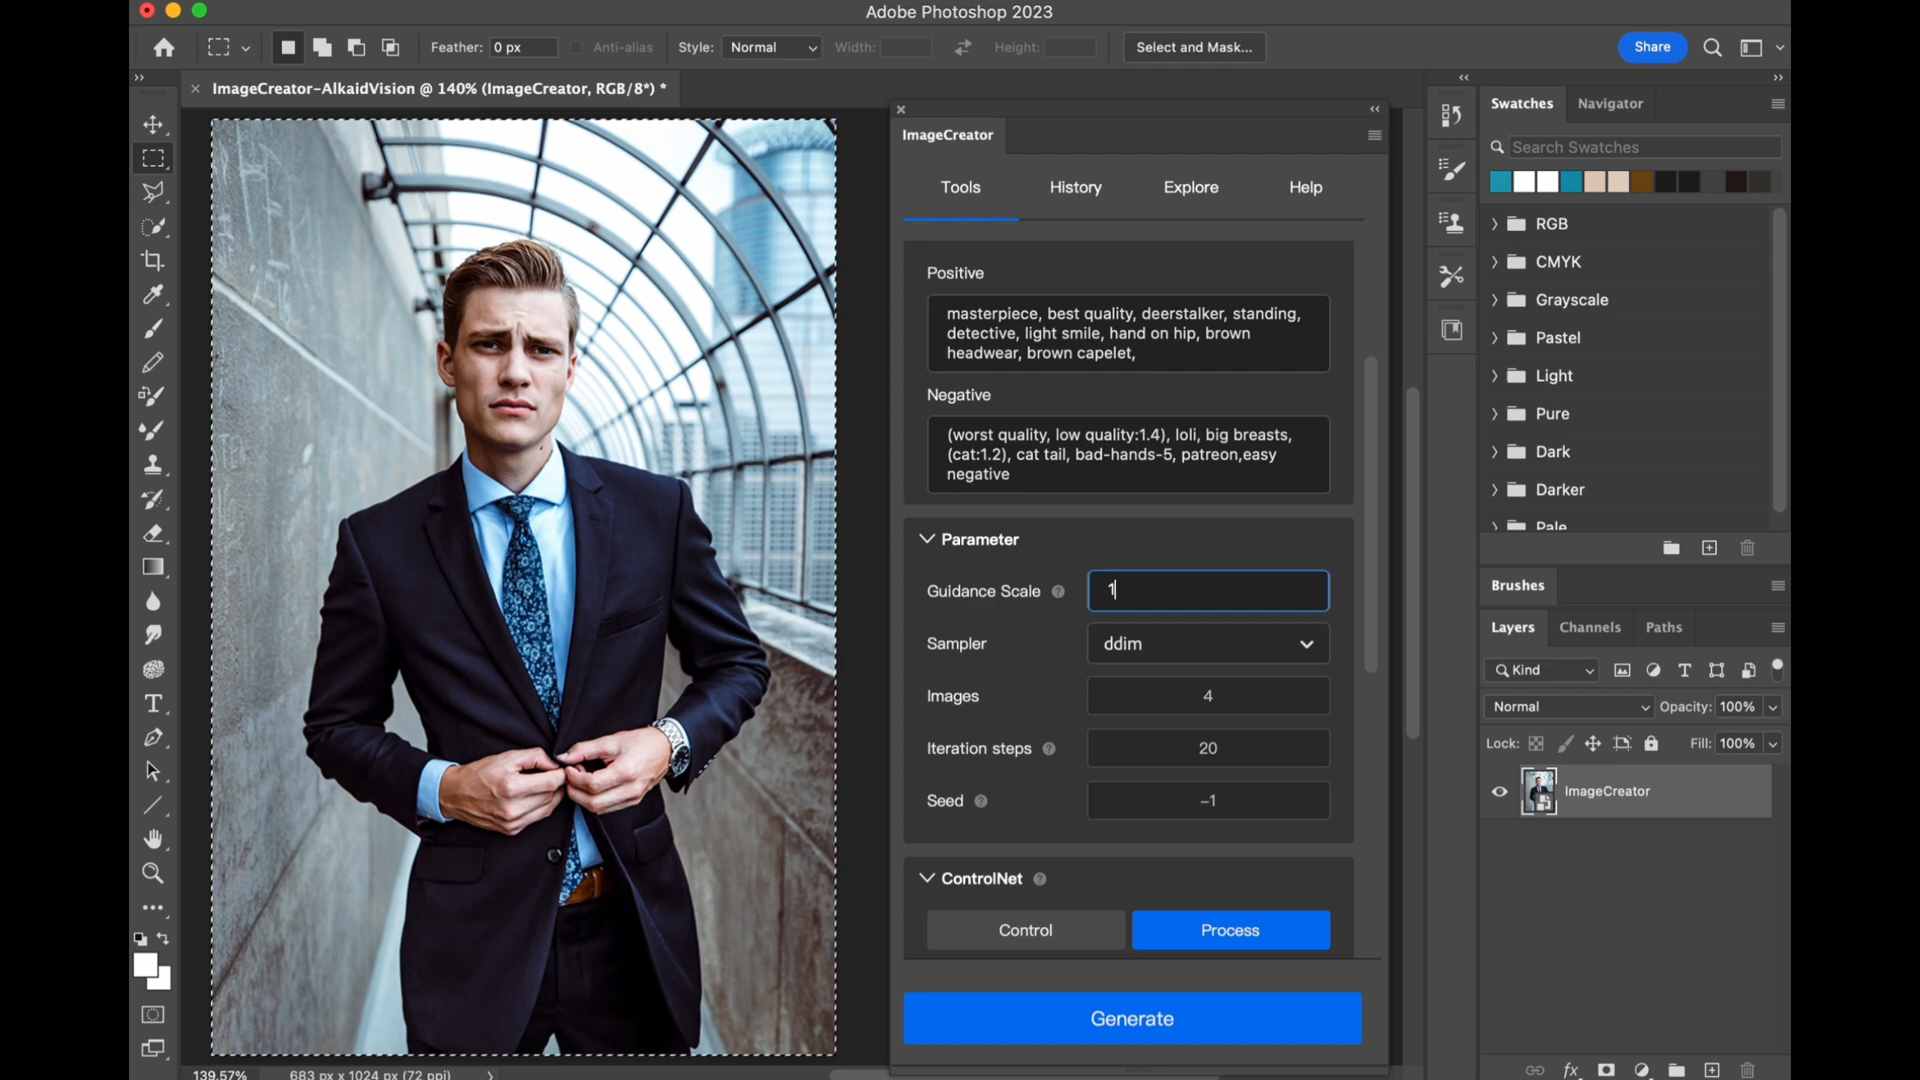 Adobe Photoshop 2023
Feather: 0 px
Anti-alias
Style: Normal
Width:
Height:
Select and Mask...
Share
ImageCreator-AlkaidVision @ 140% (ImageCreator, RGB/8*) *
ImageCreator
Tools
History
Explore
Help
Positive
masterpiece, best quality, deerstalker, standing,
detective, light smile, hand on hip, brown
headwear, brown capelet,
Negative
(worst quality, low quality:1.4), loli, big breasts,
(cat:1.2), cat tail, bad-hands-5, patreon,easy
negative
Parameter
Guidance Scale ? 1
Sampler ddim
Images 4
Iteration steps ? 20
Seed ? -1
ControlNet ?
Control
Process
Generate
Swatches
Navigator
Search Swatches
RGB
CMYK
Grayscale
Pastel
Light
Pure
Dark
Darker
Pale
Brushes
Layers
Channels
Paths
Kind
Normal
Opacity: 100%
Lock:
Fill: 100%
ImageCreator
fx
139.57%
683 px x 1024 px (72 ppi)